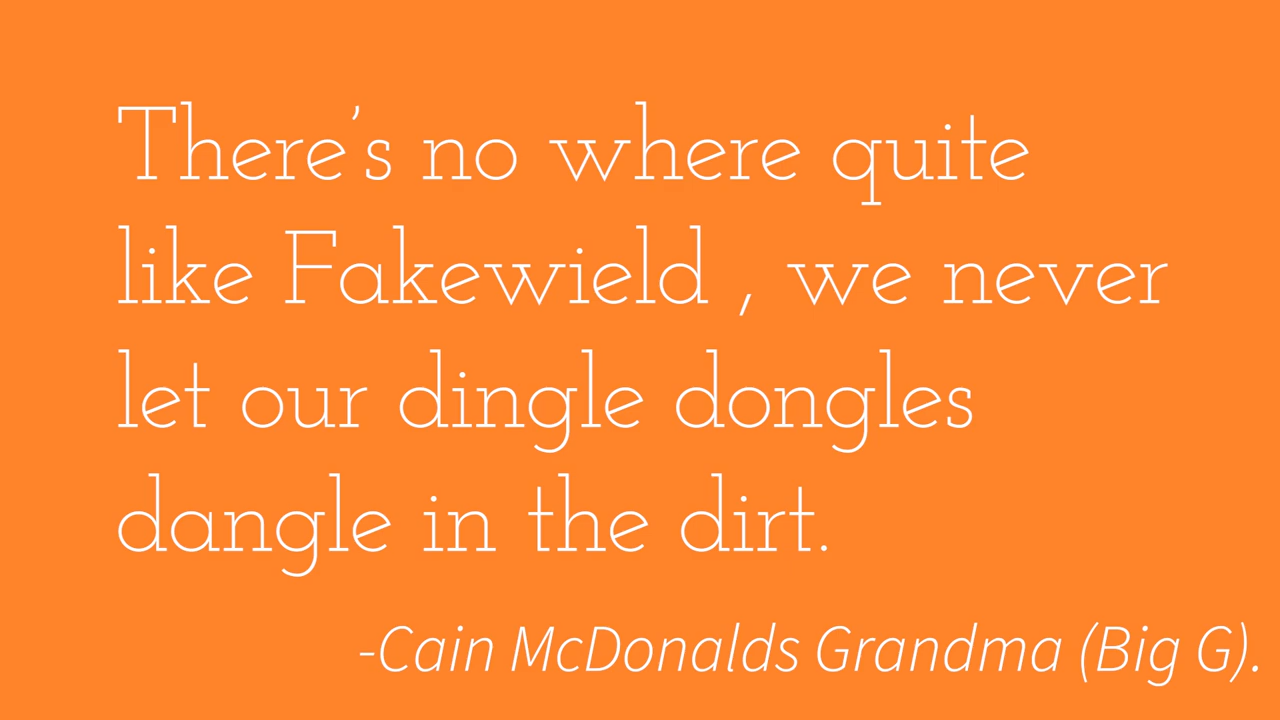 There's no where quite
like Fakewield , we never
let our dingle dongles
dangle in the dirt.
-Cain McDonalds Grandma (Big G).